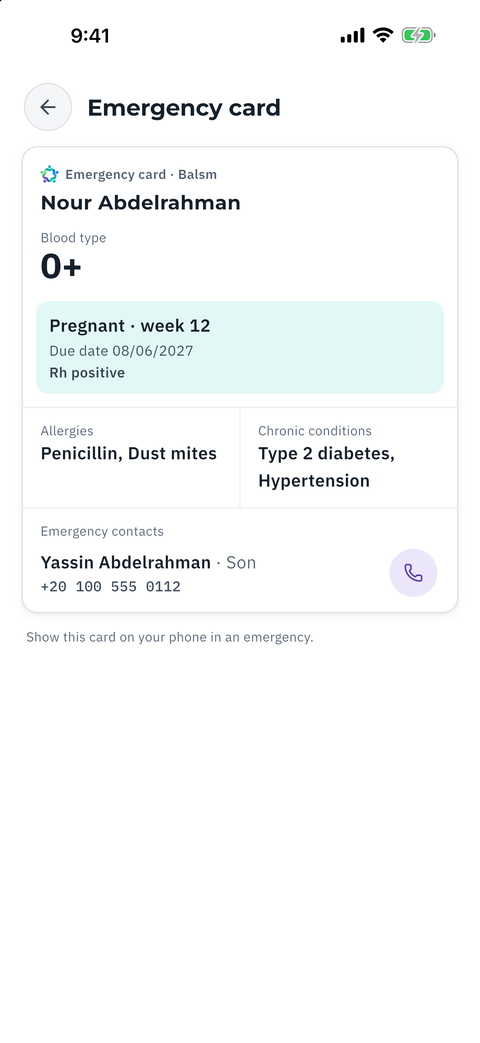 9:41
Emergency card
Emergency card · Balsm
Nour Abdelrahman
Blood type
O+
Pregnant · week 12
Due date 08/06/2027
Rh positive
Allergies
Penicillin, Dust mites
Chronic conditions
Type 2 diabetes,
Hypertension
Emergency contacts
Yassin Abdelrahman · Son
+20 100 555 0112
Show this card on your phone in an emergency.